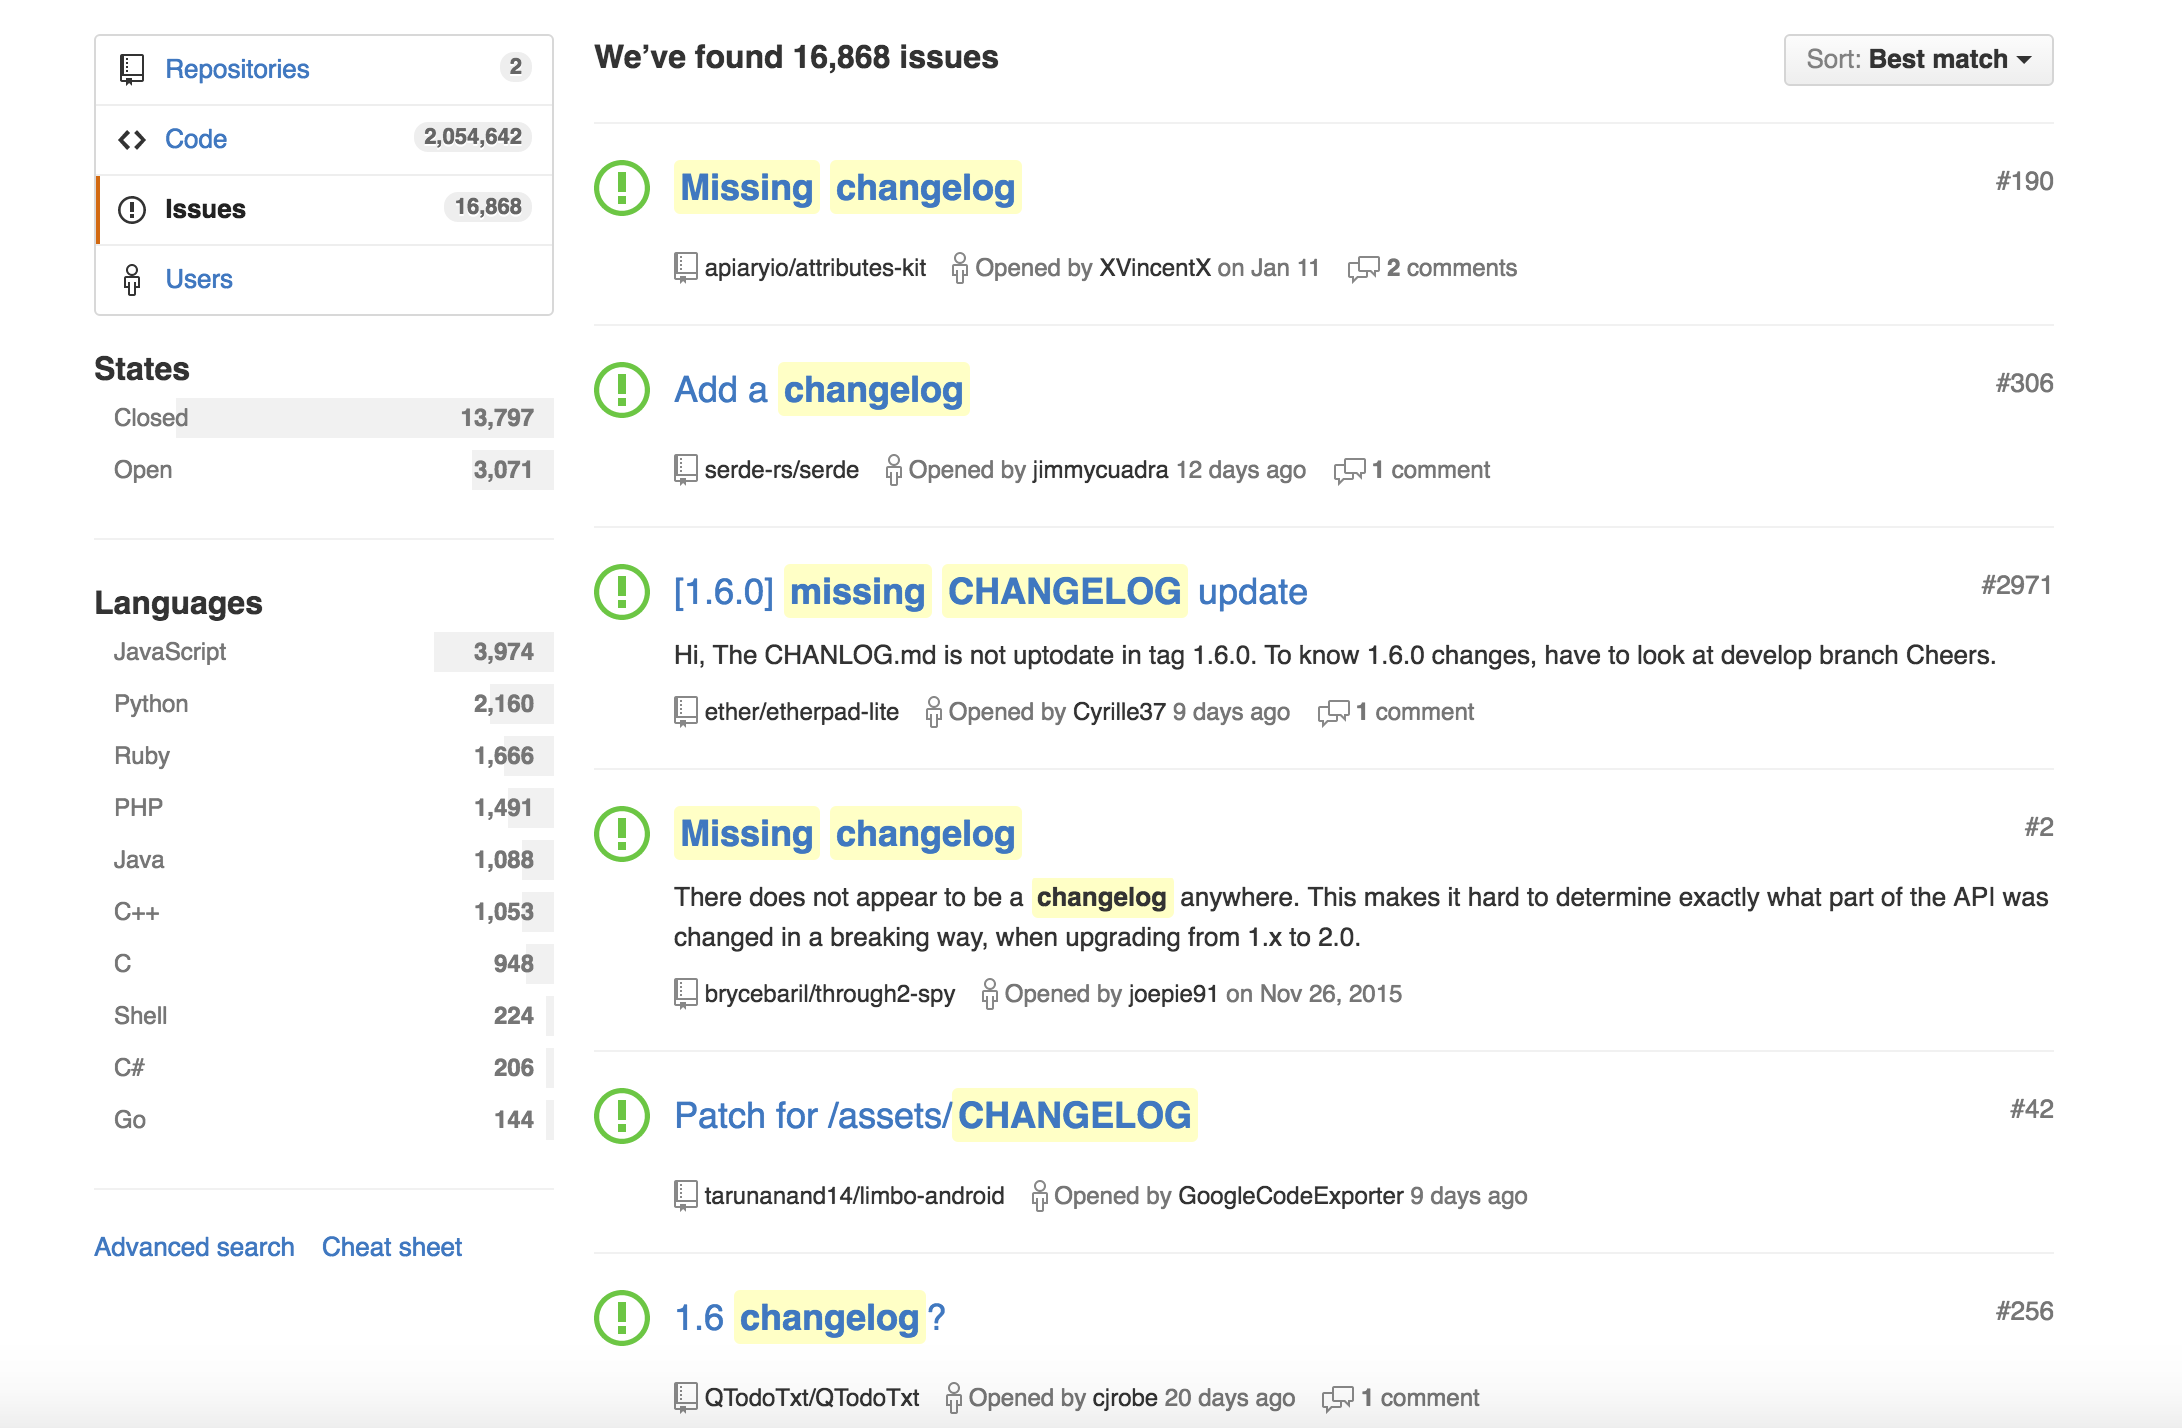 Repositories 2
Code 2,054,642
Issues 16,868
Users
States
Closed 13,797
Open 3,071
Languages
JavaScript 3,974
Python 2,160
Ruby 1,666
PHP 1,491
Java 1,088
C++ 1,053
C 948
Shell 224
C# 206
Go 144
Advanced search Cheat sheet
We’ve found 16,868 issues
Sort: Best match
Missing changelog #190
apiaryio/attributes-kit Opened by XVincentX on Jan 11 2 comments
Add a changelog #306
serde-rs/serde Opened by jimmycuadra 12 days ago 1 comment
[1.6.0] missing CHANGELOG update #2971
Hi, The CHANLOG.md is not uptodate in tag 1.6.0. To know 1.6.0 changes, have to look at develop branch Cheers.
ether/etherpad-lite Opened by Cyrille37 9 days ago 1 comment
Missing changelog #2
There does not appear to be a changelog anywhere. This makes it hard to determine exactly what part of the API was
changed in a breaking way, when upgrading from 1.x to 2.0.
brycebaril/through2-spy Opened by joepie91 on Nov 26, 2015
Patch for /assets/CHANGELOG #42
tarunanand14/limbo-android Opened by GoogleCodeExporter 9 days ago
1.6 changelog? #256
QTodoTxt/QTodoTxt Opened by cjrobe 20 days ago 1 comment